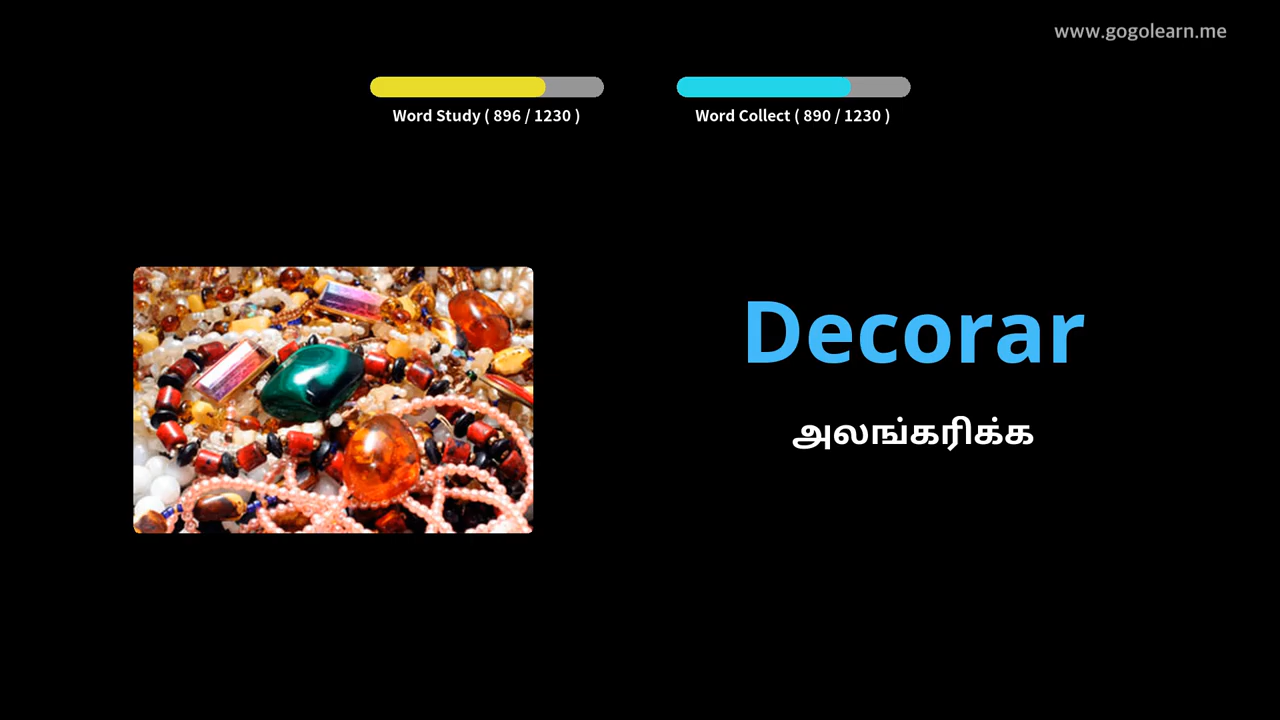 www.gogolearn.me
Word Study ( 896 / 1230 )
Word Collect ( 890 / 1230 )
Decorar
அலங்கரிக்க